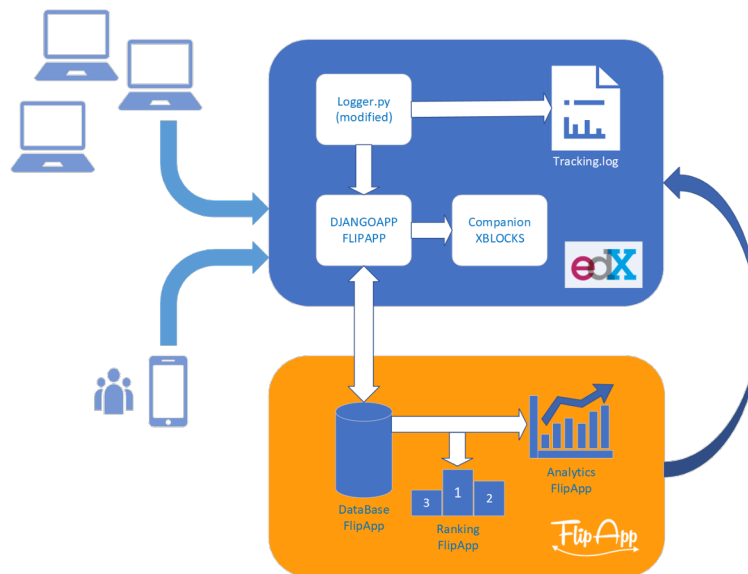 Logger.py
(modified)
Tracking.log
DJANGOAPP
FLIPAPP
Companion
XBLOCKS
edX
DataBase
FlipApp
3
1
2
Ranking
FlipApp
Analytics
FlipApp
FlipApp